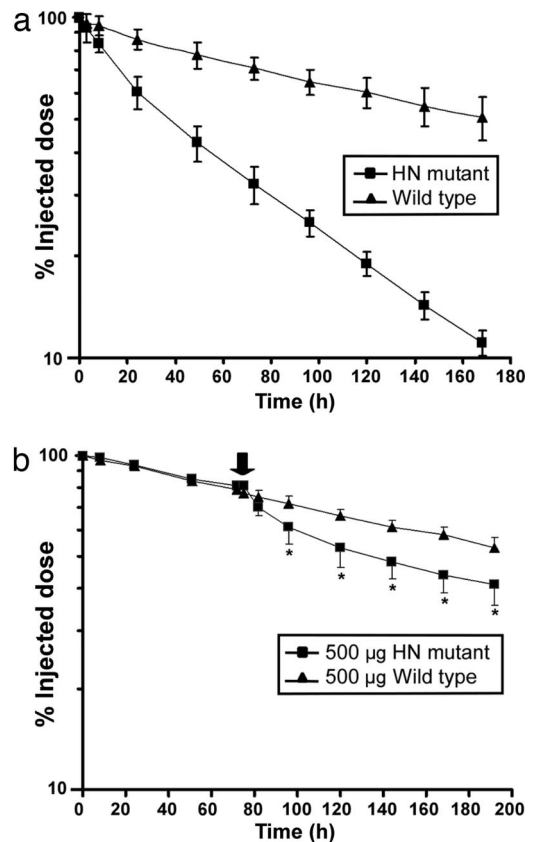 a
100
10
% Injected dose
HN mutant
Wild type
0 20 40 60 80 100 120 140 160 180
Time (h)
b
100
10
% Injected dose
* * * * *
500 µg HN mutant
500 µg Wild type
0 20 40 60 80 100 120 140 160 180 200
Time (h)